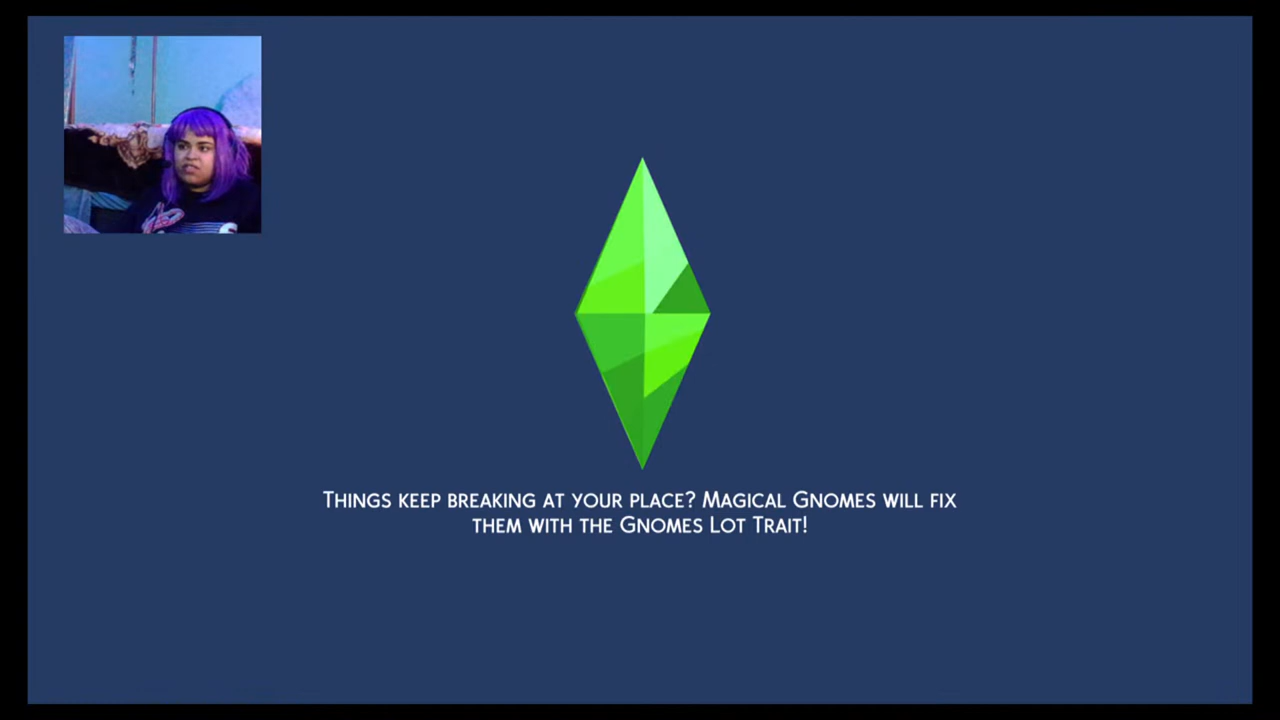 Things keep breaking at your place? Magical Gnomes will fix
them with the Gnomes Lot Trait!